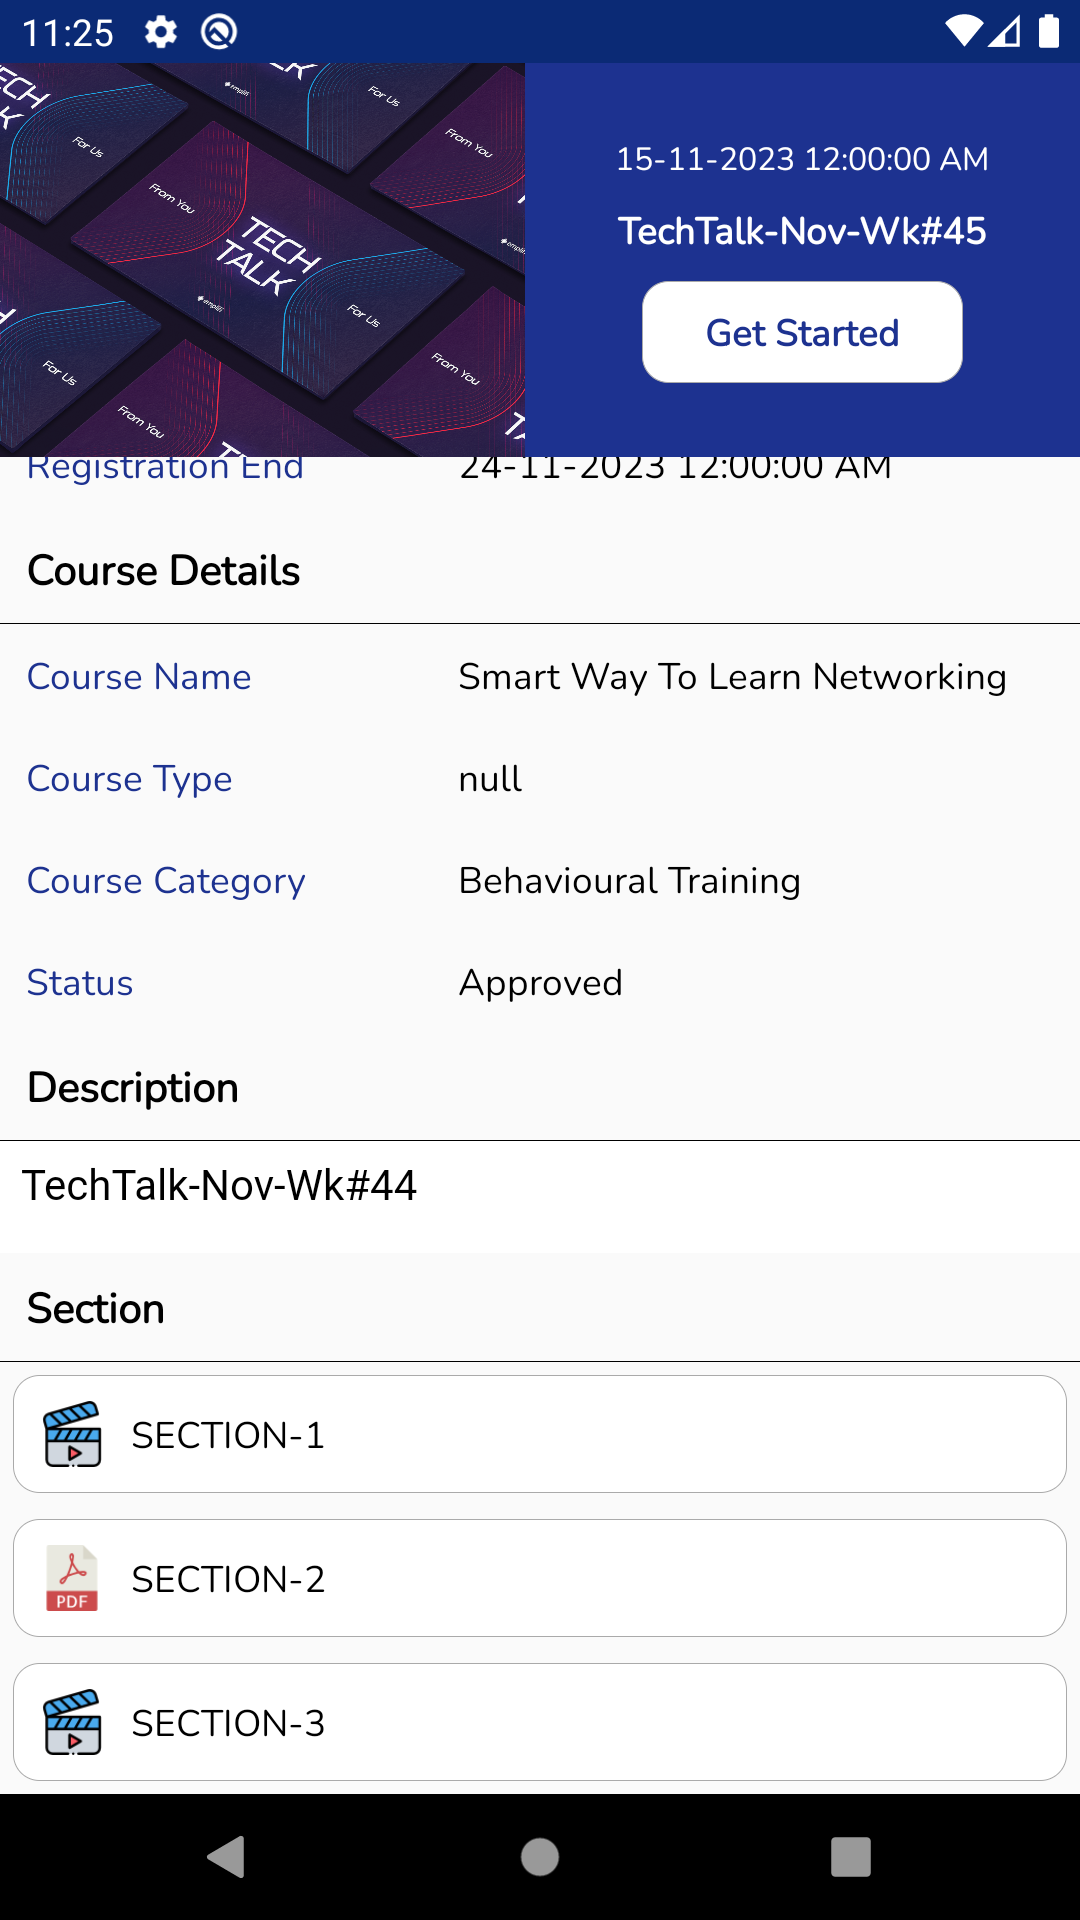 11:25
TECH TALK
From You
For Us
15-11-2023 12:00:00 AM
TechTalk-Nov-Wk#45
Get Started
Registration End 24-11-2023 12:00:00 AM
Course Details
Course Name Smart Way To Learn Networking
Course Type null
Course Category Behavioural Training
Status Approved
Description
TechTalk-Nov-Wk#44
Section
SECTION-1
PDF SECTION-2
SECTION-3